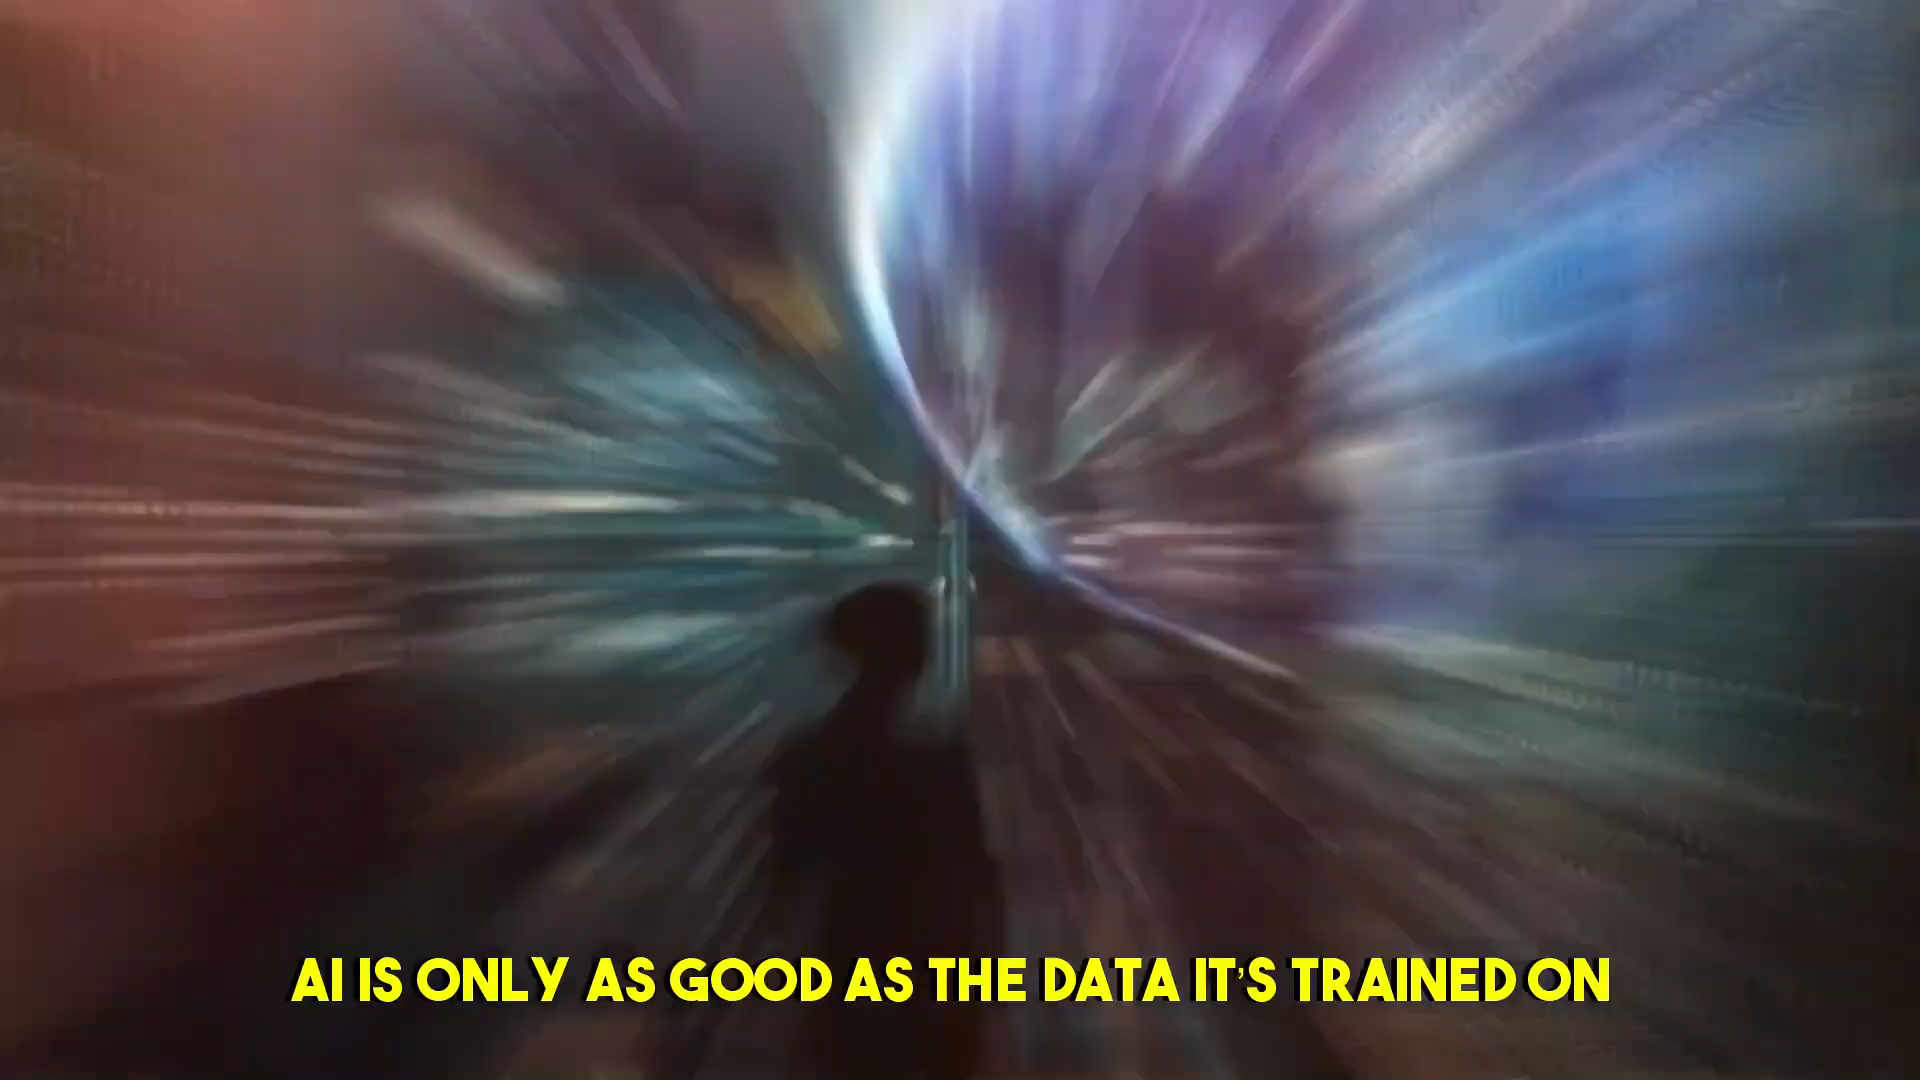 AI IS ONLY AS GOOD AS THE DATA IT'S TRAINED ON